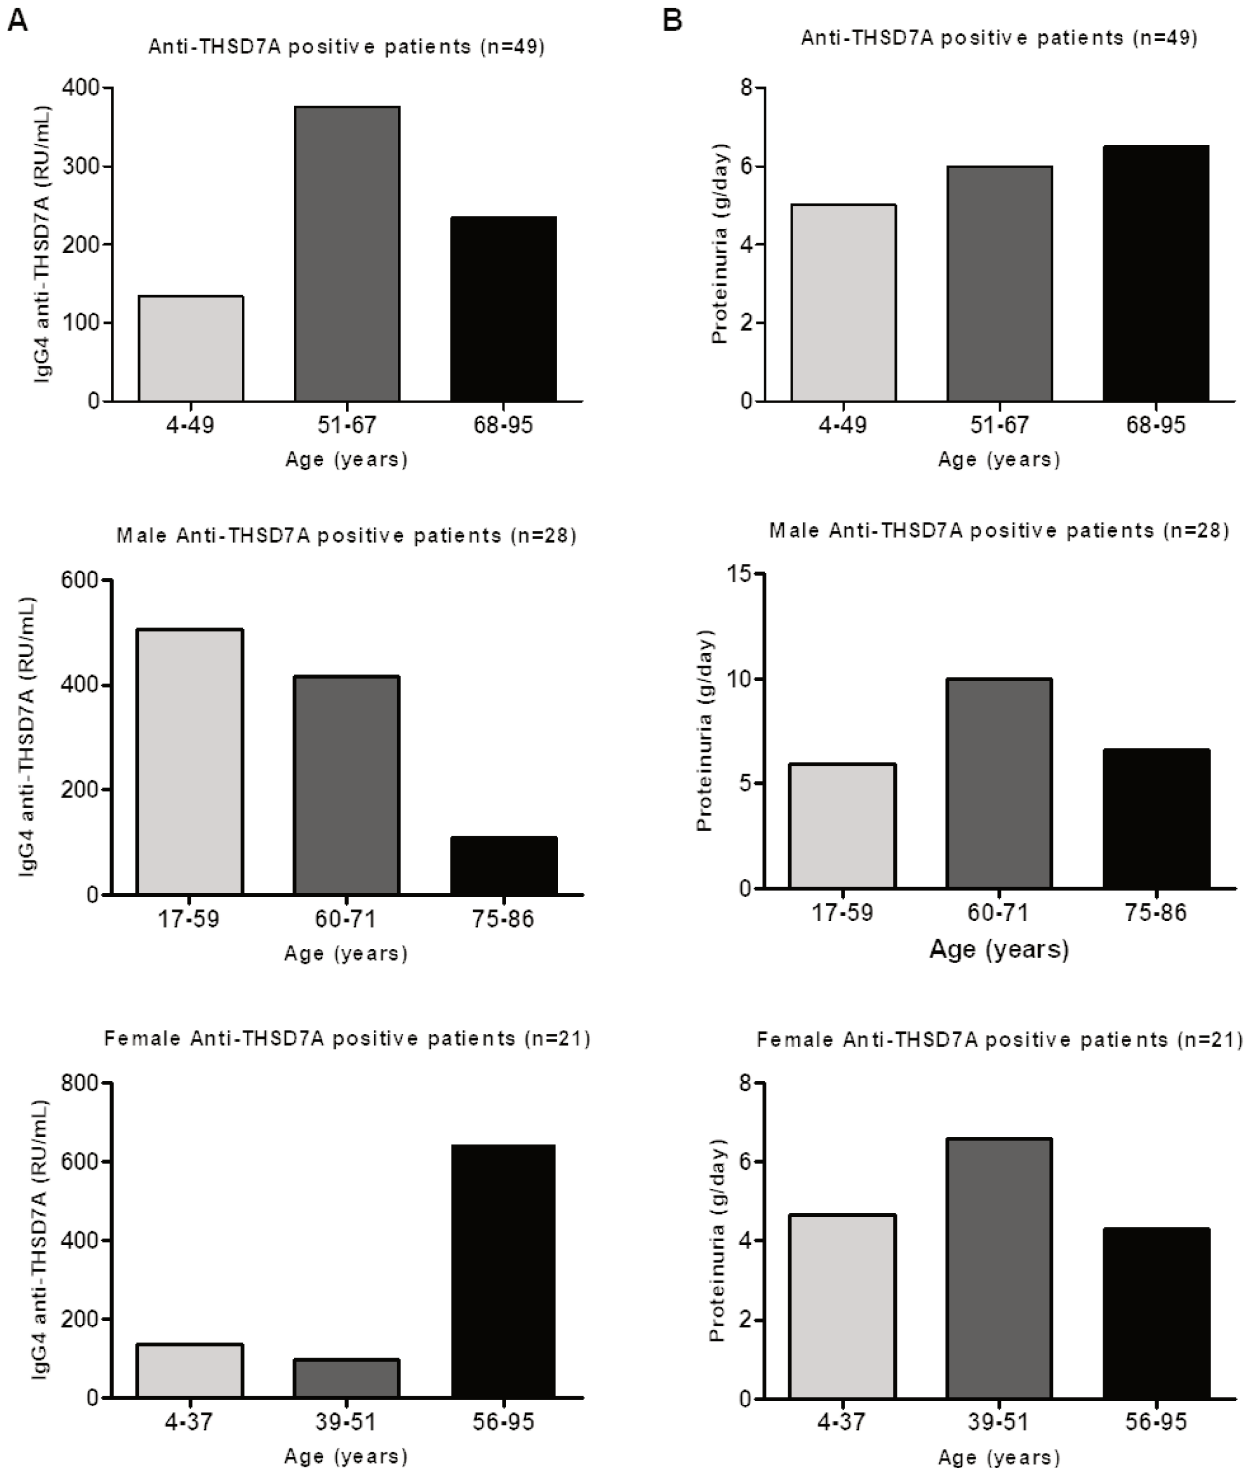 A
Anti-THSD7A positive patients (n=49)
IgG4 anti-THSD7A (RU/mL)
400
300
200
100
0
4-49 51-67 68-95
Age (years)
B
Anti-THSD7A positive patients (n=49)
Proteinuria (g/day)
8
6
4
2
0
4-49 51-67 68-95
Age (years)
Male Anti-THSD7A positive patients (n=28)
IgG4 anti-THSD7A (RU/mL)
600
400
200
0
17-59 60-71 75-86
Age (years)
Male Anti-THSD7A positive patients (n=28)
Proteinuria (g/day)
15
10
5
0
17-59 60-71 75-86
Age (years)
Female Anti-THSD7A positive patients (n=21)
IgG4 anti-THSD7A (RU/mL)
800
600
400
200
0
4-37 39-51 56-95
Age (years)
Female Anti-THSD7A positive patients (n=21)
Proteinuria (g/day)
8
6
4
2
0
4-37 39-51 56-95
Age (years)